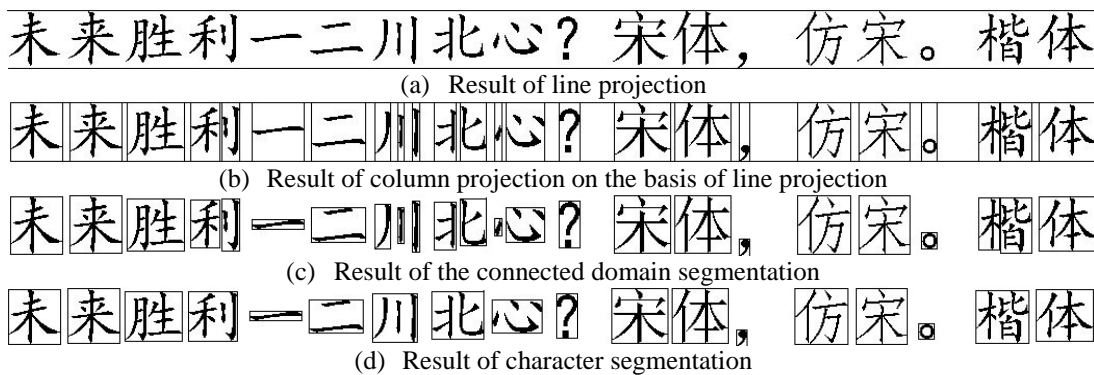 未来胜利一二川北心？ 宋体， 仿宋。 楷体
(a) Result of line projection
未来胜利一二川北心？ 宋体， 仿宋。 楷体
(b) Result of column projection on the basis of line projection
未来胜利一二川北心？ 宋体， 仿宋。 楷体
(c) Result of the connected domain segmentation
未来胜利一二川北心？ 宋体， 仿宋。 楷体
(d) Result of character segmentation